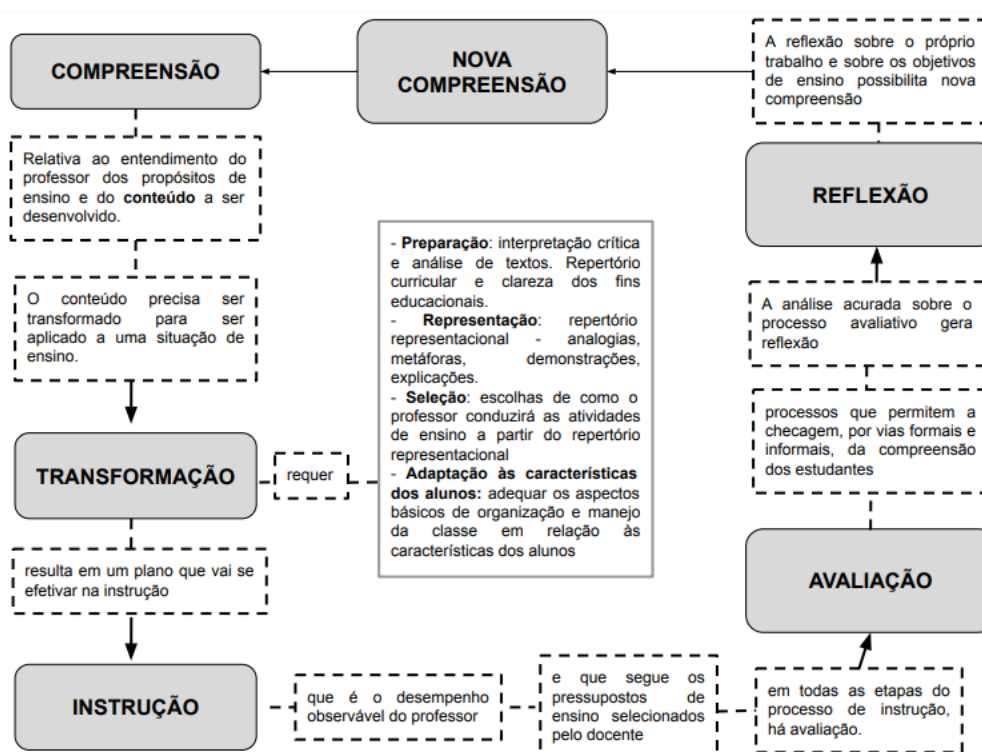 COMPREENSÃO
NOVA
COMPREENSÃO
A reflexão sobre o próprio
trabalho e sobre os objetivos
de ensino possibilita nova
compreensão
Relativa ao entendimento do
professor dos propósitos de
ensino e do conteúdo a ser
desenvolvido.
O conteúdo precisa ser
transformado para ser
aplicado a uma situação de
ensino.
TRANSFORMAÇÃO
requer
- Preparação: interpretação crítica
e análise de textos. Repertório
curricular e clareza dos fins
educacionais.
- Representação: repertório
representacional - analogias,
metáforas, demonstrações,
explicações.
- Seleção: escolhas de como o
professor conduzirá as atividades
de ensino a partir do repertório
representacional
- Adaptação às características
dos alunos: adequar os aspectos
básicos de organização e manejo
da classe em relação às
características dos alunos
resulta em um plano que vai se
efetivar na instrução
INSTRUÇÃO
que é o desempenho
observável do professor
e que segue os
pressupostos de
ensino selecionados
pelo docente
em todas as etapas do
processo de instrução,
há avaliação.
AVALIAÇÃO
processos que permitem a
checagem, por vias formais e
informais, da compreensão
dos estudantes
A análise acurada sobre o
processo avaliativo gera
reflexão
REFLEXÃO